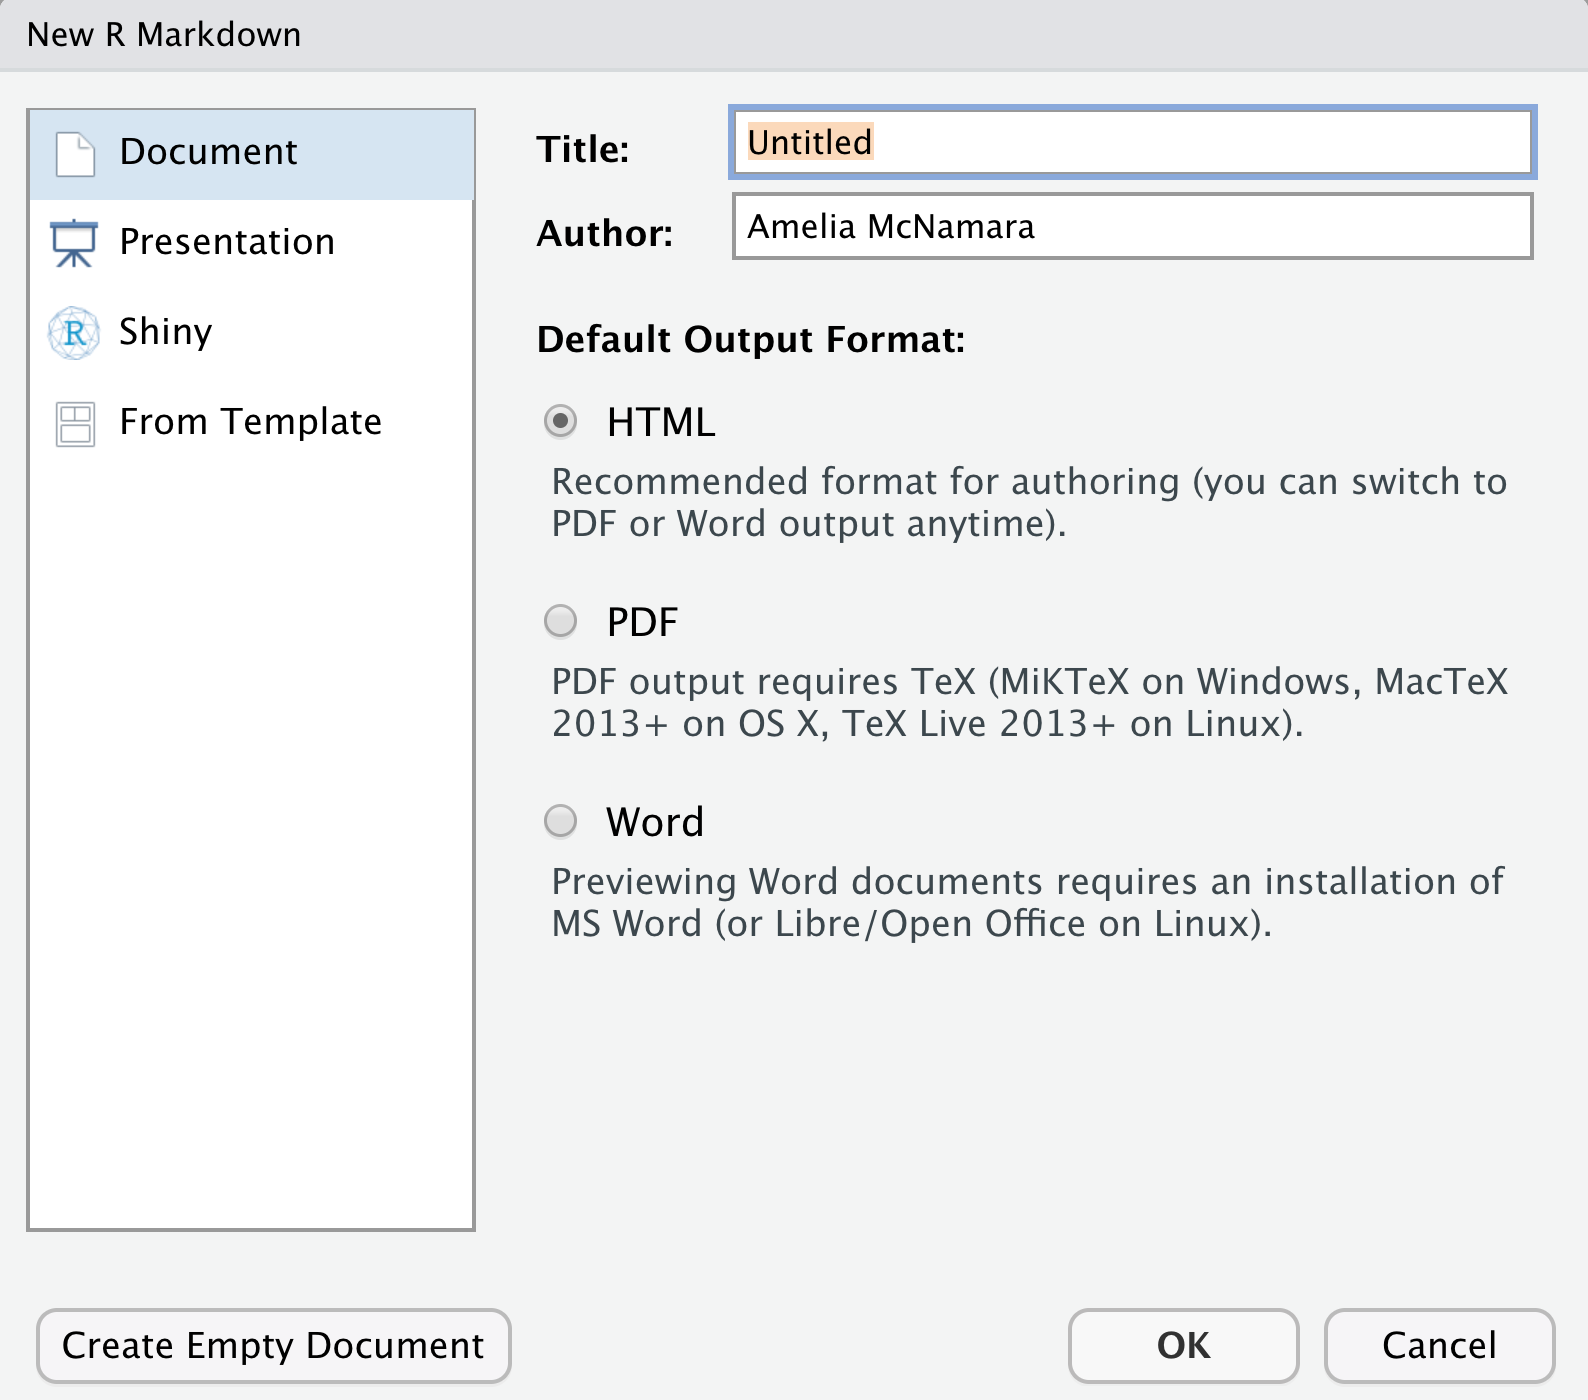 New R Markdown
Document
Presentation
R
Shiny
From Template
Title:
Untitled
Author:
Amelia McNamara
Default Output Format:
HTML
Recommended format for authoring (you can switch to
PDF or Word output anytime).
PDF
PDF output requires TeX (MiKTeX on Windows, MacTeX
2013+ on OS X, TeX Live 2013+ on Linux).
Word
Previewing Word documents requires an installation of
MS Word (or Libre/Open Office on Linux).
Create Empty Document
OK
Cancel